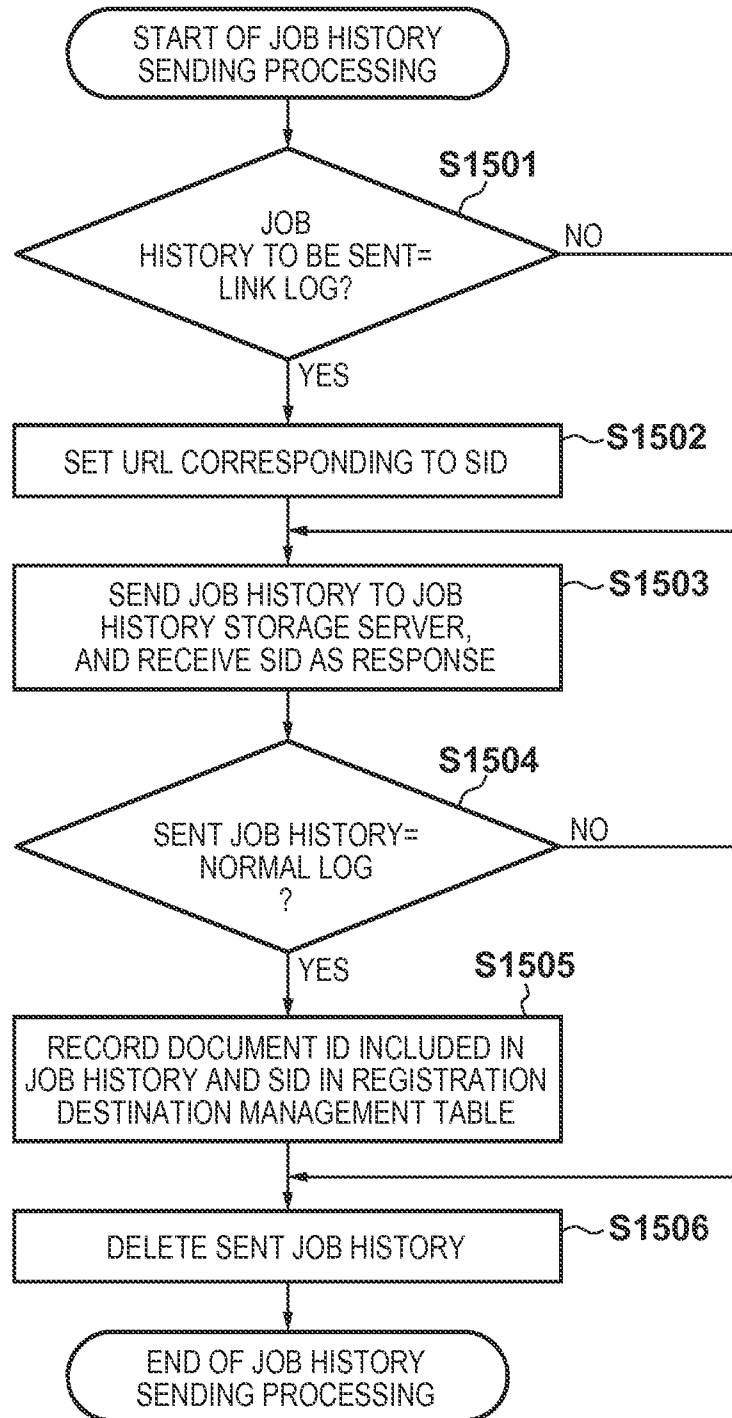 START OF JOB HISTORY
SENDING PROCESSING
S1501
JOB
HISTORY TO BE SENT=
LINK LOG?
NO
YES
S1502
SET URL CORRESPONDING TO SID
S1503
SEND JOB HISTORY TO JOB
HISTORY STORAGE SERVER,
AND RECEIVE SID AS RESPONSE
S1504
SENT JOB HISTORY=
NORMAL LOG
?
NO
YES
S1505
RECORD DOCUMENT ID INCLUDED IN
JOB HISTORY AND SID IN REGISTRATION
DESTINATION MANAGEMENT TABLE
S1506
DELETE SENT JOB HISTORY
END OF JOB HISTORY
SENDING PROCESSING